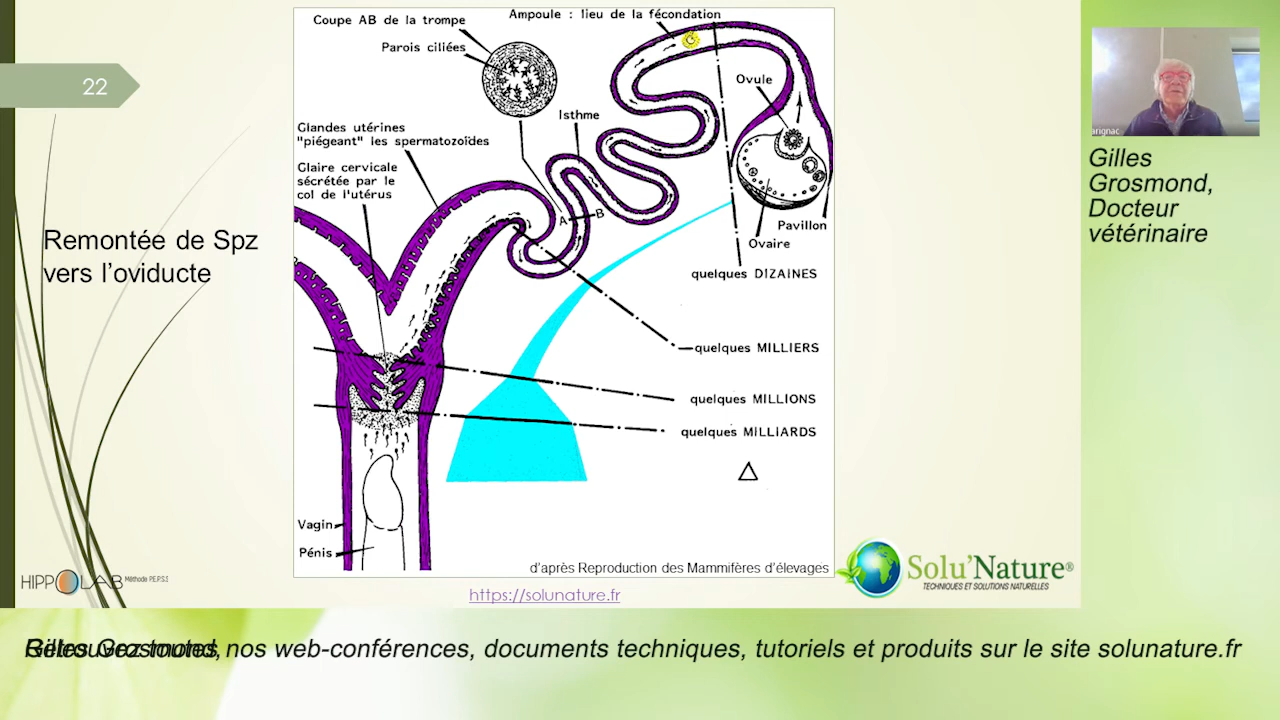 22
Remontée de Spz
vers l’oviducte
Coupe AB de la trompe
Parois ciliées
Ampoule : lieu de la fécondation
Ovule
Isthme
Glandes utérines
"piégeant" les spermatozoïdes
Glaire cervicale
sécrétée par le
col de l'utérus
A
B
Pavillon
Ovaire
quelques DIZAINES
quelques MILLIERS
quelques MILLIONS
quelques MILLIARDS
Vagin
Pénis
d’après Reproduction des Mammifères d’élevages
https://solunature.fr
HIPPOLAB Méthode P.E.P.S.S
Solu’Nature®
TECHNIQUES ET SOLUTIONS NATURELLES
arignac
Gilles
Grosmond,
Docteur
vétérinaire
Gilles Grosmond,
Retrouvez toutes nos web-conférences, documents techniques, tutoriels et produits sur le site solunature.fr